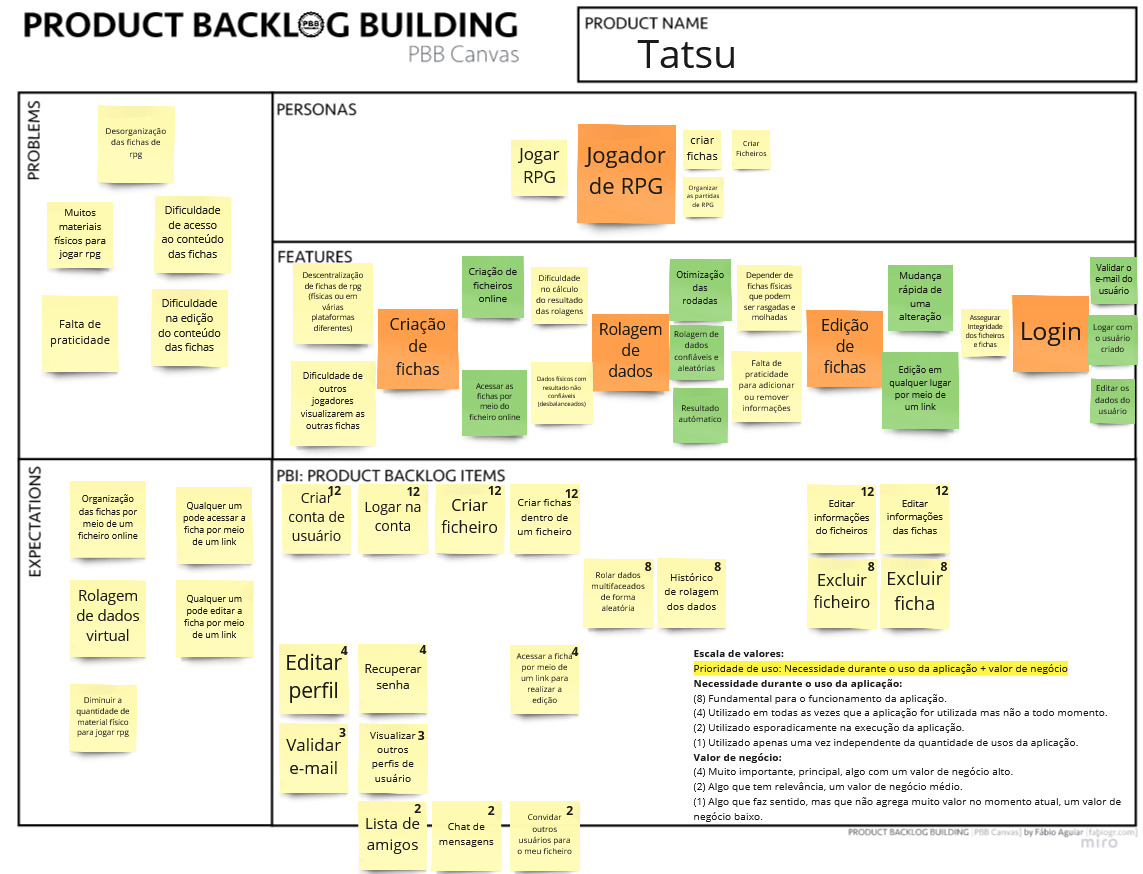 PRODUCT BACKLOG BUILDING
PBB
PBB Canvas
PRODUCT NAME
Tatsu
PROBLEMS
Desorganização
das fichas de
rpg
Muitos
materiais
físicos para
jogar rpg
Dificuldade
de acesso
ao conteúdo
das fichas
Falta de
praticidade
Dificuldade
na edição
do conteúdo
das fichas
PERSONAS
Jogar
RPG
Jogador
de RPG
criar
fichas
Criar
Ficheiros
Organizar
as partidas
de RPG
FEATURES
Descentralização
de fichas de rpg
(físicas ou em
várias
plataformas
diferentes)
Dificuldade de
outros
jogadores
visualizarem as
outras fichas
Criação
de
fichas
Criação de
ficheiros
online
Acessar as
fichas por
meio do
ficheiro online
Dificuldade
no cálculo
do resultado
das rolagens
Dados físicos com
resultado não
confiáveis
(desbalanceados)
Rolagem
de
dados
Otimização
das
rodadas
Rolagem de
dados
confiáveis e
aleatórias
Resultado
autómatico
Depender de
fichas físicas
que podem
ser rasgadas e
molhadas
Falta de
praticidade
para adicionar
ou remover
informações
Edição
de
fichas
Mudança
rápida de
uma
alteração
Edição em
qualquer lugar
por meio de
um link
Assegurar
integridade
dos ficheiros
e fichas
Login
Validar o
e-mail do
usuário
Logar com
o usuário
criado
Editar os
dados do
usuário
EXPECTATIONS
Organização
das fichas por
meio de um
ficheiro online
Qualquer um
pode acessar a
ficha por meio
de um link
Rolagem
de dados
virtual
Qualquer um
pode editar a
ficha por meio
de um link
Diminuir a
quantidade de
material físico
para jogar rpg
PBI: PRODUCT BACKLOG ITEMS
12
Criar
conta de
usuário
12
Logar na
conta
12
Criar
ficheiro
12
Criar fichas
dentro de
um ficheiro
12
Editar
informações
do ficheiros
12
Editar
informações
das fichas
8
Rolar dados
multifaceados
de forma
aleatória
8
Histórico
de rolagem
dos dados
8
Excluir
ficheiro
8
Excluir
ficha
4
Editar
perfil
4
Recuperar
senha
4
Acessar a ficha
por meio de
um link para
realizar a
edição
3
Validar
e-mail
3
Visualizar
outros
perfis de
usuário
2
Lista de
amigos
2
Chat de
mensagens
2
Convidar
outros
usuários para
o meu ficheiro
Escala de valores:
Prioridade de uso: Necessidade durante o uso da aplicação + valor de negócio
Necessidade durante o uso da aplicação:
(8) Fundamental para o funcionamento da aplicação.
(4) Utilizado em todas as vezes que a aplicação for utilizada mas não a todo momento.
(2) Utilizado esporadicamente na execução da aplicação.
(1) Utilizado apenas uma vez independente da quantidade de usos da aplicação.
Valor de negócio:
(4) Muito importante, principal, algo com um valor de negócio alto.
(2) Algo que tem relevância, um valor de negócio médio.
(1) Algo que faz sentido, mas que não agrega muito valor no momento atual, um valor de
negócio baixo.
PRODUCT BACKLOG BUILDING (PBB Canvas) by Fábio Aguiar (fabiogr.com)
miro